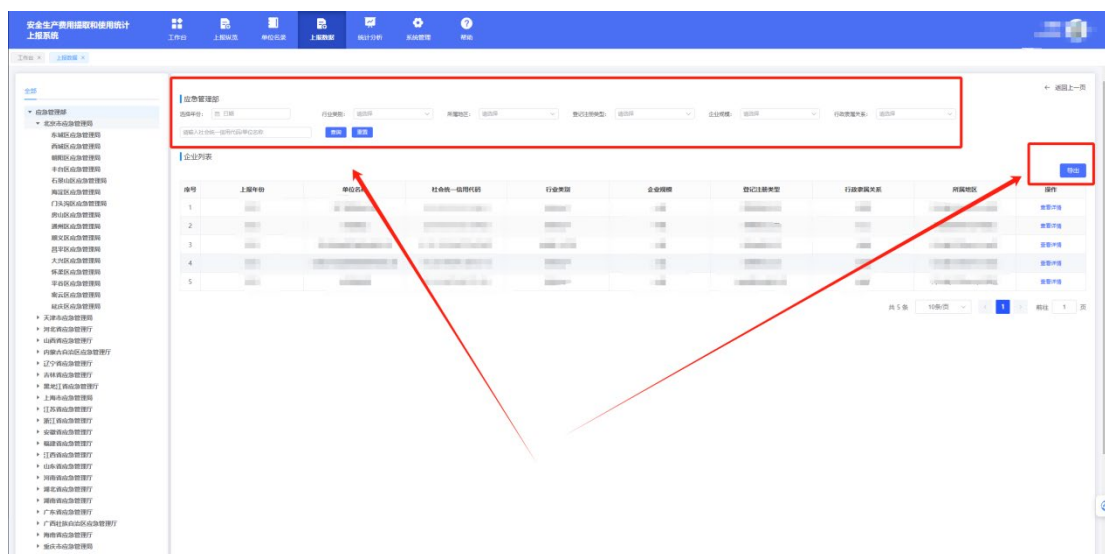 安全生产费用提取和使用统计
上报系统
工作台
上报纵览
单位名录
上报数据
统计分析
系统管理
帮助
工作台 ×
上报数据 ×
全部
应急管理部
北京市应急管理局
东城区应急管理局
西城区应急管理局
朝阳区应急管理局
丰台区应急管理局
石景山区应急管理局
海淀区应急管理局
门头沟区应急管理局
房山区应急管理局
通州区应急管理局
顺义区应急管理局
昌平区应急管理局
大兴区应急管理局
怀柔区应急管理局
平谷区应急管理局
密云区应急管理局
延庆区应急管理局
天津市应急管理局
河北省应急管理厅
山西省应急管理厅
内蒙古自治区应急管理厅
辽宁省应急管理厅
吉林省应急管理厅
黑龙江省应急管理厅
上海市应急管理局
江苏省应急管理厅
浙江省应急管理厅
安徽省应急管理厅
福建省应急管理厅
江西省应急管理厅
山东省应急管理厅
河南省应急管理厅
湖北省应急管理厅
湖南省应急管理厅
广东省应急管理厅
广西壮族自治区应急管理厅
海南省应急管理厅
重庆市应急管理局
← 返回上一页
应急管理部
选择年份: 日期 行业类别: 请选择 所属地区: 请选择 登记注册类型: 请选择 企业规模: 请选择 行政隶属关系: 请选择
请输入社会统一信用代码/单位名称 查询 重置
企业列表
导出
序号 上报年份 单位名称 社会统一信用代码 行业类别 企业规模 登记注册类型 行政隶属关系 所属地区 操作
1 查看详情
2 查看详情
3 查看详情
4 查看详情
5 查看详情
共 5 条 10条/页 1 前往 1 页